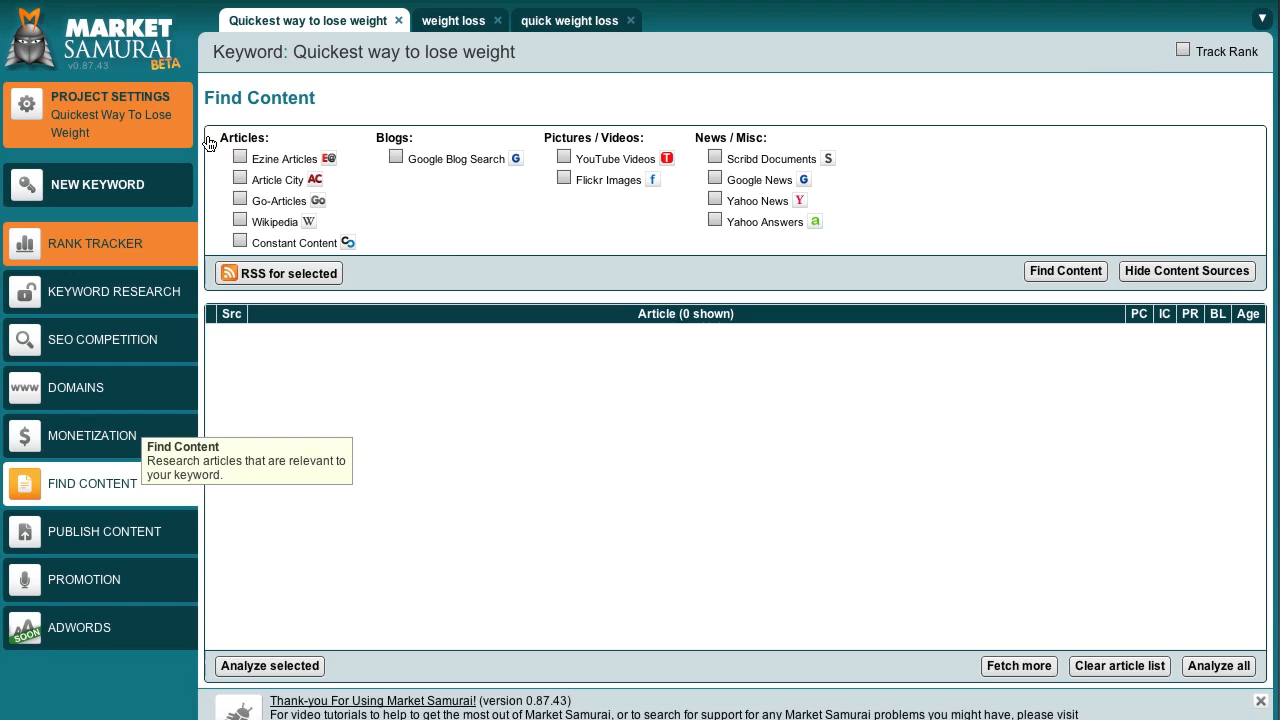 MARKET
SAMURAI
v0.87.43
BETA
Quickest way to lose weight
weight loss
quick weight loss
Keyword: Quickest way to lose weight
Track Rank
PROJECT SETTINGS
Quickest Way To Lose
Weight
NEW KEYWORD
RANK TRACKER
KEYWORD RESEARCH
SEO COMPETITION
www
DOMAINS
$
MONETIZATION
FIND CONTENT
PUBLISH CONTENT
PROMOTION
SOON
ADWORDS
Find Content
Articles:
Ezine Articles E@
Article City AC
Go-Articles Go
Wikipedia W
Constant Content
Blogs:
Google Blog Search G
Pictures / Videos:
YouTube Videos T
Flickr Images f
News / Misc:
Scribd Documents S
Google News G
Yahoo News Y
Yahoo Answers a
RSS for selected
Find Content
Hide Content Sources
Src Article (0 shown) PC IC PR BL Age
Find Content
Research articles that are relevant to
your keyword.
Analyze selected
Fetch more
Clear article list
Analyze all
Thank-you For Using Market Samurai! (version 0.87.43)
For video tutorials to help to get the most out of Market Samurai, or to search for support for any Market Samurai problems you might have, please visit